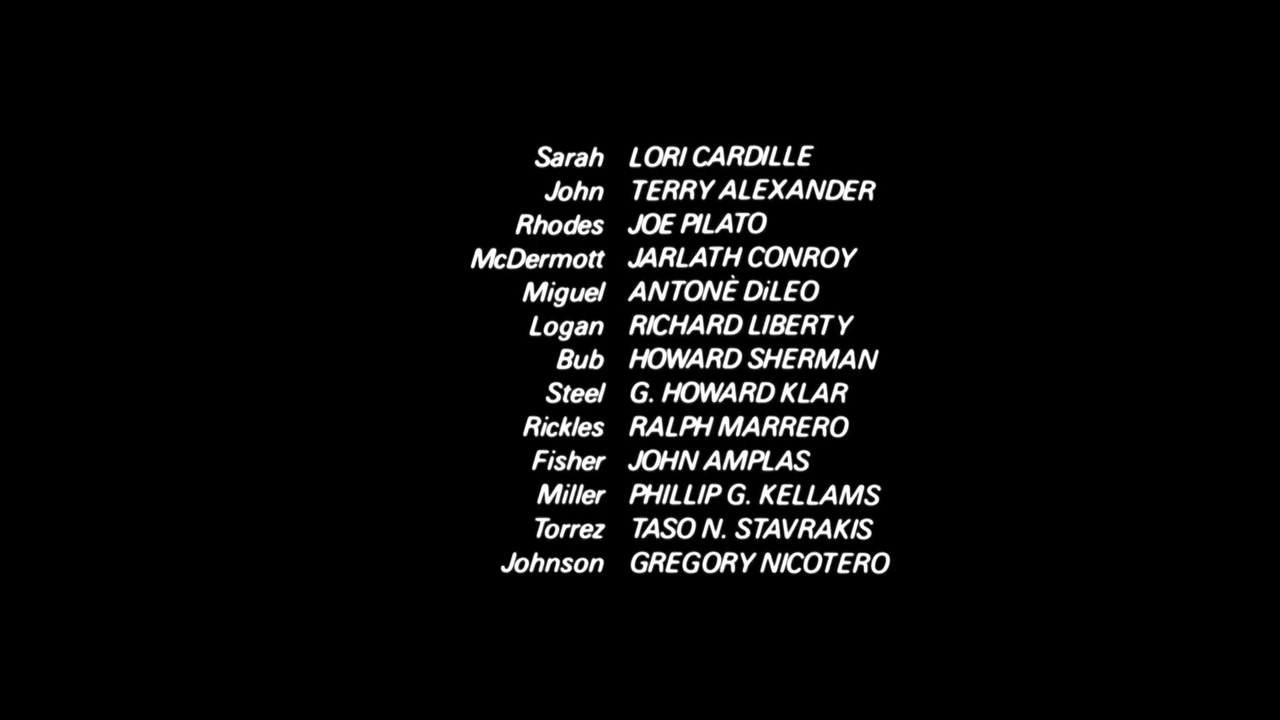 Sarah LORI CARDILLE
John TERRY ALEXANDER
Rhodes JOE PILATO
McDermott JARLATH CONROY
Miguel ANTONÈ DiLEO
Logan RICHARD LIBERTY
Bub HOWARD SHERMAN
Steel G. HOWARD KLAR
Rickles RALPH MARRERO
Fisher JOHN AMPLAS
Miller PHILLIP G. KELLAMS
Torrez TASO N. STAVRAKIS
Johnson GREGORY NICOTERO